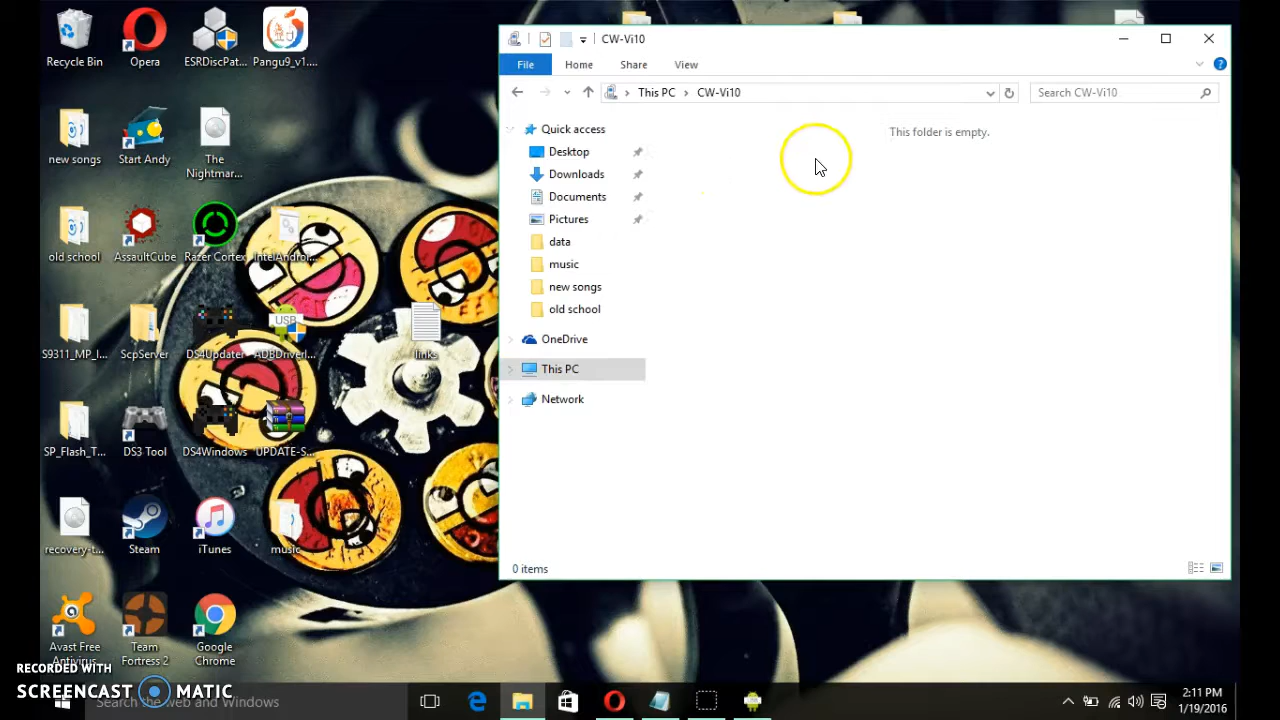 Recycle Bin
Opera
ESRDiscPat...
Pangu9_v1....
new songs
Start Andy
The
Nightmar...
old school
AssaultCube
Razer Cortex
IntelAndroi...
S9311_MP_I...
ScpServer
DS4Updater
USB
ADBDriverI...
links
SP_Flash_T...
DS3 Tool
DS4Windows
UPDATE-S...
recovery-t...
Steam
iTunes
music
Avast Free
Antivirus
Team
Fortress 2
Google
Chrome
CW-Vi10
File
Home
Share
View
This PC
CW-Vi10
Search CW-Vi10
Quick access
Desktop
Downloads
Documents
Pictures
data
music
new songs
old school
OneDrive
This PC
Network
This folder is empty.
0 items
RECORDED WITH
SCREENCAST MATIC
Search the web and Windows
2:11 PM
1/19/2016